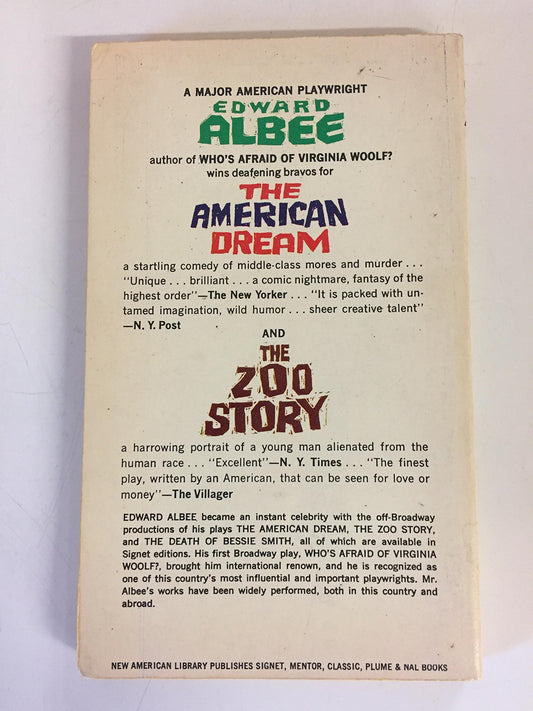 A MAJOR AMERICAN PLAYWRIGHT
EDWARD
ALBEE
author of WHO'S AFRAID OF VIRGINIA WOOLF?
wins deafening bravos for
THE
AMERICAN
DREAM
a startling comedy of middle-class mores and murder . . .
"Unique . . . brilliant . . . a comic nightmare, fantasy of the
highest order"—The New Yorker . . . "It is packed with un-
tamed imagination, wild humor . . . sheer creative talent"
—N. Y. Post
AND
THE
ZOO
STORY
a harrowing portrait of a young man alienated from the
human race . . . "Excellent"—N. Y. Times . . . "The finest
play, written by an American, that can be seen for love or
money"—The Villager
EDWARD ALBEE became an instant celebrity with the off-Broadway
productions of his plays THE AMERICAN DREAM, THE ZOO STORY,
and THE DEATH OF BESSIE SMITH, all of which are available in
Signet editions. His first Broadway play, WHO'S AFRAID OF VIRGINIA
WOOLF?, brought him international renown, and he is recognized as
one of this country's most influential and important playwrights. Mr.
Albee's works have been widely performed, both in this country and
abroad.
NEW AMERICAN LIBRARY PUBLISHES SIGNET, MENTOR, CLASSIC, PLUME & NAL BOOKS